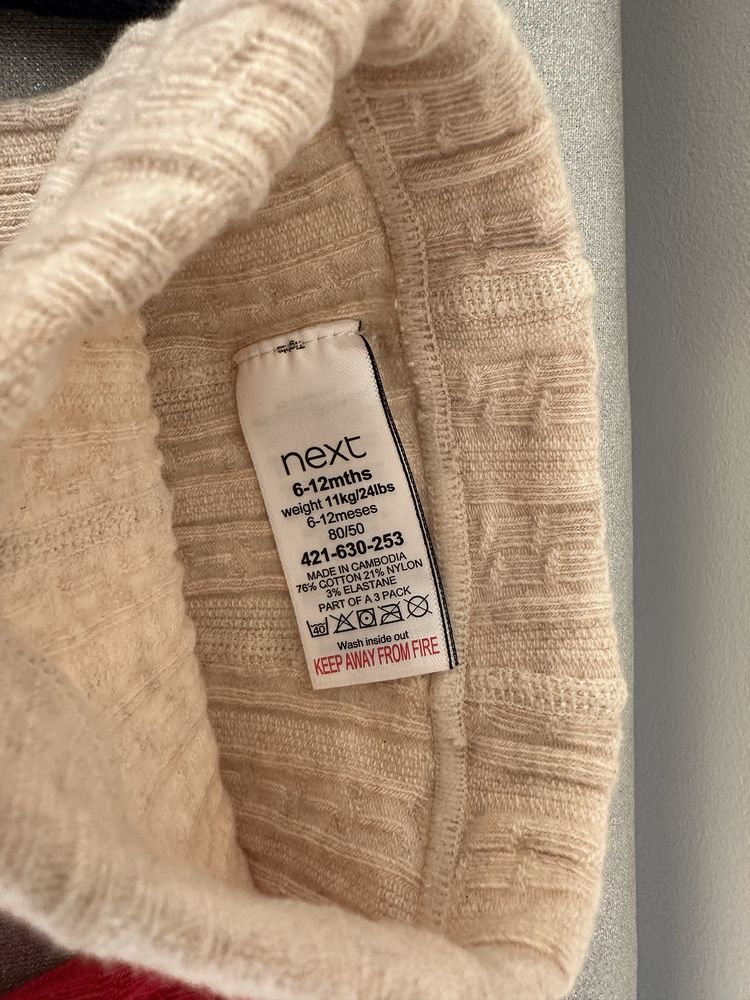 next
6-12mths
weight 11kg/24lbs
6-12meses
80/50
421-630-253
MADE IN CAMBODIA
76% COTTON 21% NYLON
3% ELASTANE
PART OF A 3 PACK
40
Wash inside out
KEEP AWAY FROM FIRE